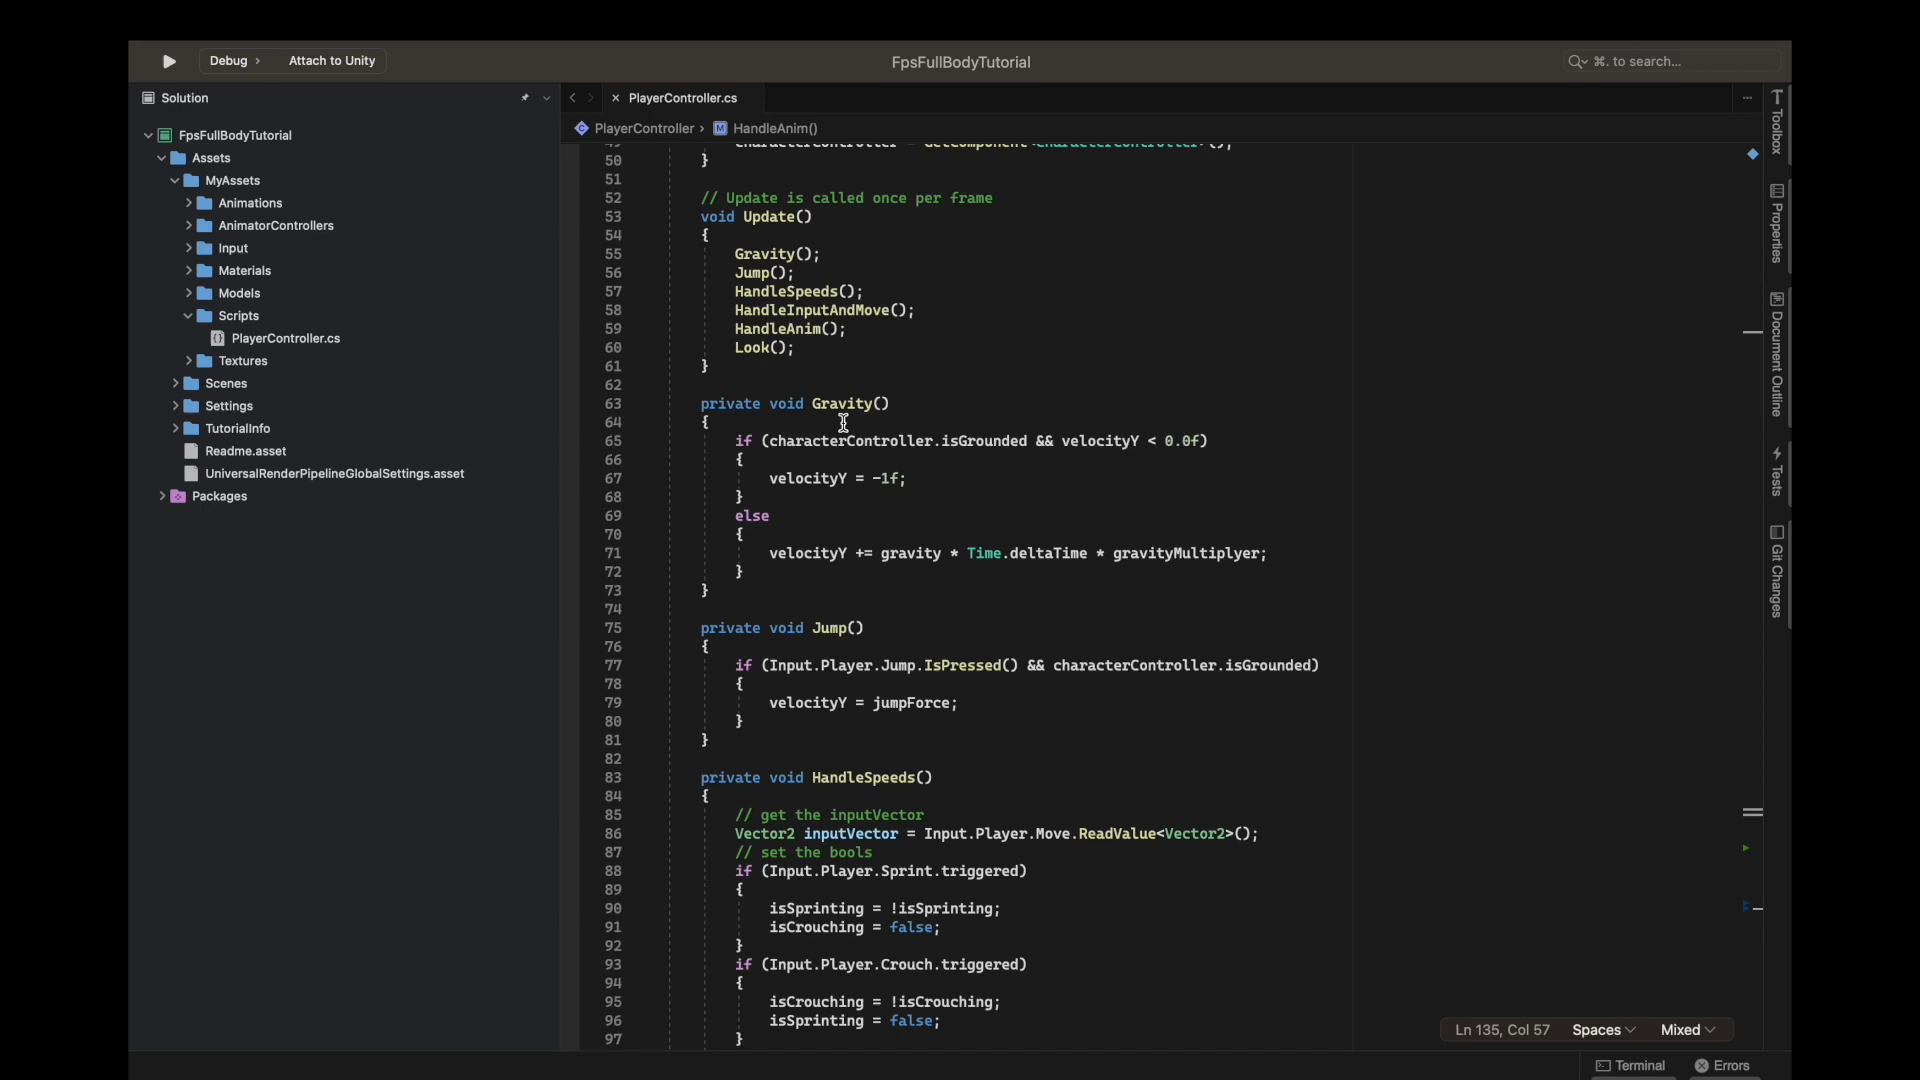 Debug › Attach to Unity
FpsFullBodyTutorial
⌘. to search...
Solution
FpsFullBodyTutorial
Assets
MyAssets
Animations
AnimatorControllers
Input
Materials
Models
Scripts
PlayerController.cs
Textures
Scenes
Settings
TutorialInfo
Readme.asset
UniversalRenderPipelineGlobalSettings.asset
Packages
PlayerController.cs
PlayerController › HandleAnim()
50 }
51
52 // Update is called once per frame
53 void Update()
54 {
55 Gravity();
56 Jump();
57 HandleSpeeds();
58 HandleInputAndMove();
59 HandleAnim();
60 Look();
61 }
62
63 private void Gravity()
64 {
65 if (characterController.isGrounded && velocityY < 0.0f)
66 {
67 velocityY = -1f;
68 }
69 else
70 {
71 velocityY += gravity * Time.deltaTime * gravityMultiplyer;
72 }
73 }
74
75 private void Jump()
76 {
77 if (Input.Player.Jump.IsPressed() && characterController.isGrounded)
78 {
79 velocityY = jumpForce;
80 }
81 }
82
83 private void HandleSpeeds()
84 {
85 // get the inputVector
86 Vector2 inputVector = Input.Player.Move.ReadValue<Vector2>();
87 // set the bools
88 if (Input.Player.Sprint.triggered)
89 {
90 isSprinting = !isSprinting;
91 isCrouching = false;
92 }
93 if (Input.Player.Crouch.triggered)
94 {
95 isCrouching = !isCrouching;
96 isSprinting = false;
97 }
Toolbox
Properties
Document Outline
Tests
Git Changes
Ln 135, Col 57 Spaces Mixed
Terminal Errors